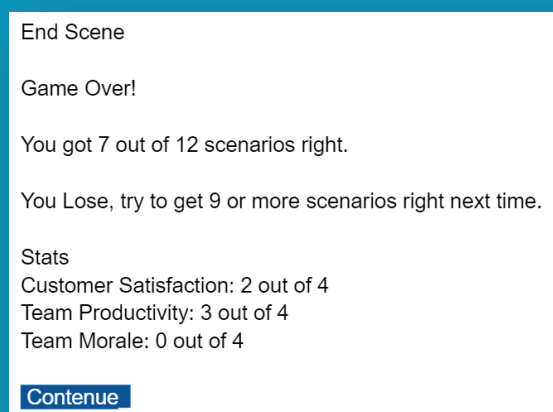 End Scene
Game Over!
You got 7 out of 12 scenarios right.
You Lose, try to get 9 or more scenarios right next time.
Stats
Customer Satisfaction: 2 out of 4
Team Productivity: 3 out of 4
Team Morale: 0 out of 4
Contenue